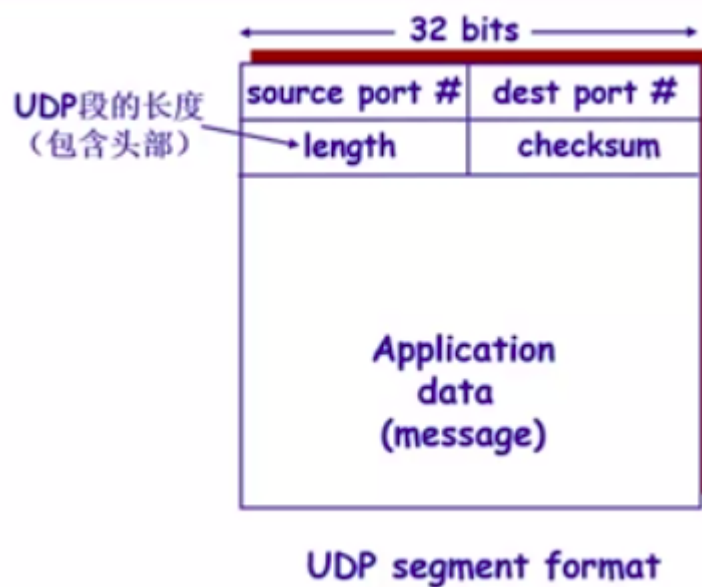 32 bits
source port # dest port #
UDP段的长度
（包含头部）
length checksum
Application
data
(message)
UDP segment format